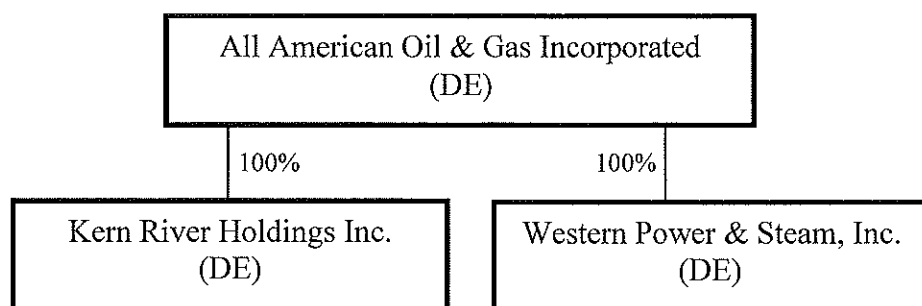 All American Oil & Gas Incorporated
(DE)
100%
100%
Kern River Holdings Inc.
(DE)
Western Power & Steam, Inc.
(DE)